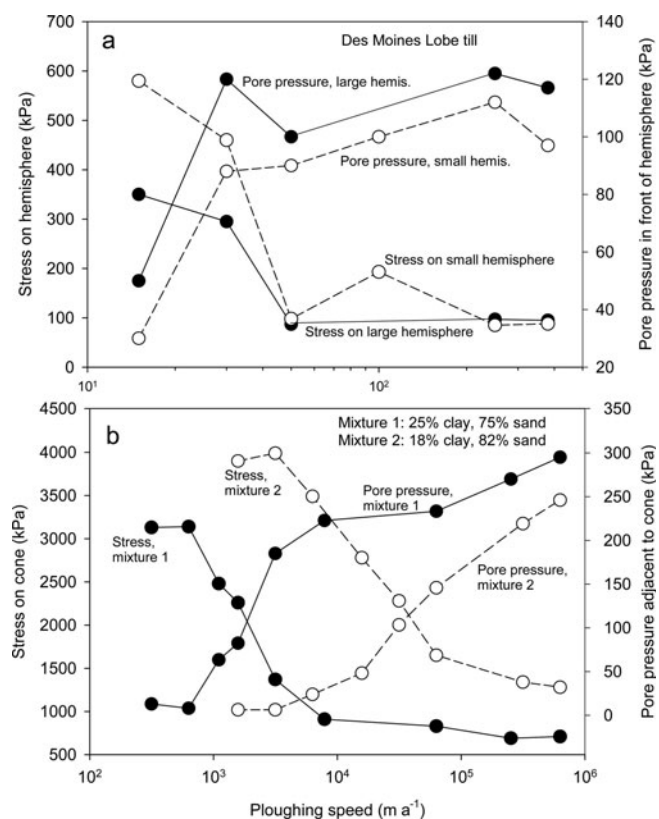 a
Des Moines Lobe till
Pore pressure, large hemis.
Pore pressure, small hemis.
Stress on small hemisphere
Stress on large hemisphere
Stress on hemisphere (kPa)
700
600
500
400
300
200
100
0
Pore pressure in front of hemisphere (kPa)
140
120
100
80
60
40
20
10¹
10²
b
Mixture 1: 25% clay, 75% sand
Mixture 2: 18% clay, 82% sand
Stress,
mixture 2
Pore pressure,
mixture 1
Stress,
mixture 1
Pore pressure,
mixture 2
Stress on cone (kPa)
4500
4000
3500
3000
2500
2000
1500
1000
500
Pore pressure adjacent to cone (kPa)
350
300
250
200
150
100
50
0
10²
10³
10⁴
10⁵
10⁶
Ploughing speed (m a⁻¹)